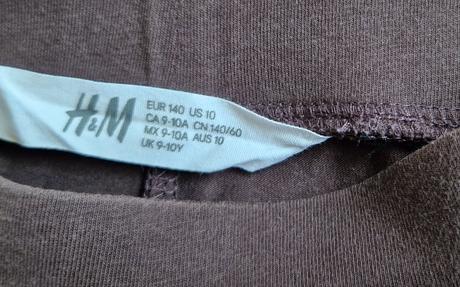 H&M
EUR 140 US 10
CA 9-10A CN 140/60
MX 9-10A AUS 10
UK 9-10Y